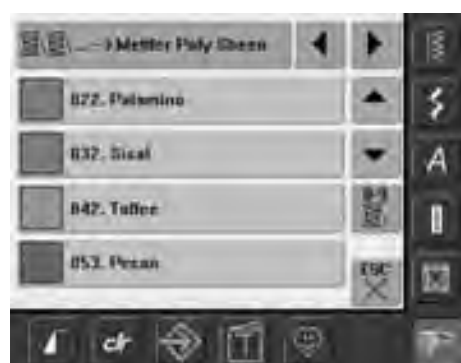 \...-> Mettler Poly Sheen
822. Palomino
832. Sisal
842. Toffee
853. Pecan
ESC
A
clr